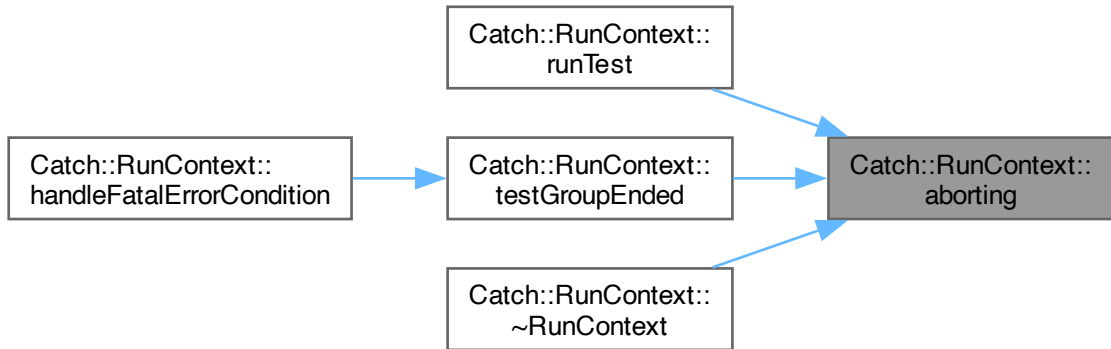 Catch::RunContext::
runTest
Catch::RunContext::
handleFatalErrorCondition
Catch::RunContext::
testGroupEnded
Catch::RunContext::
aborting
Catch::RunContext::
~RunContext